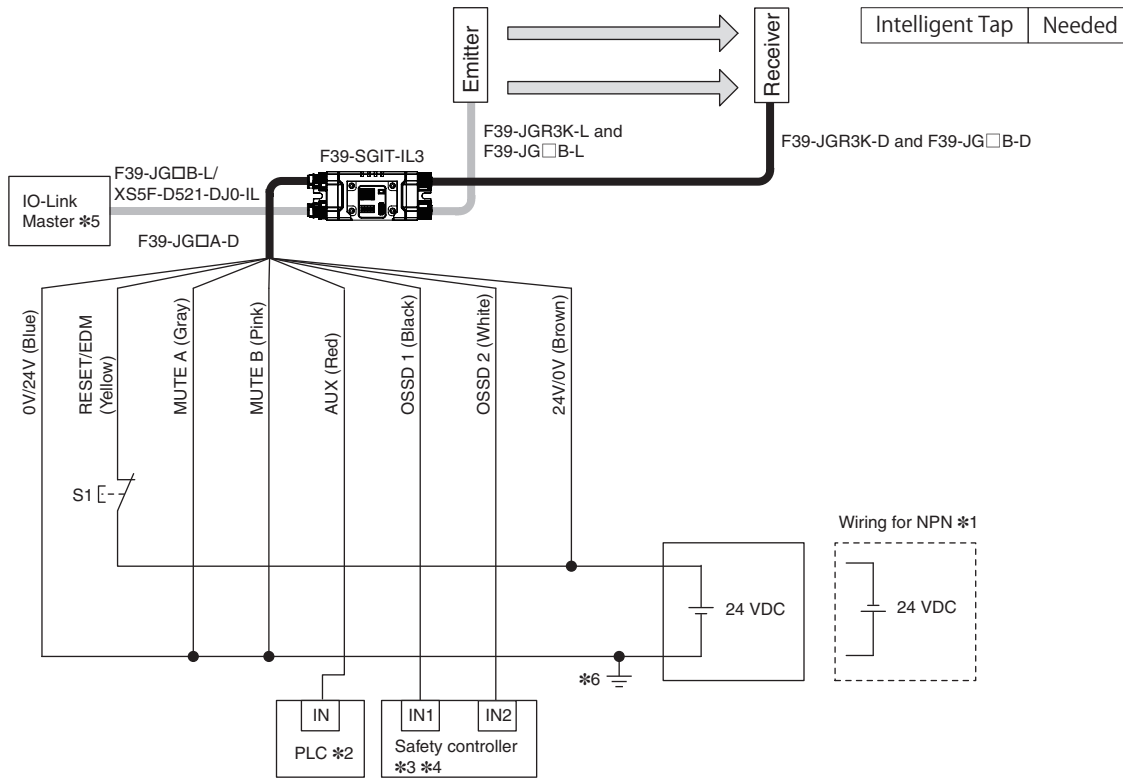 Emitter
Receiver
Intelligent Tap
Needed
F39-JGR3K-L and
F39-JG□B-L
F39-JGR3K-D and F39-JG□B-D
F39-SGIT-IL3
F39-JG□B-L/
XS5F-D521-DJ0-IL
IO-Link
Master *5
F39-JG□A-D
0V/24V (Blue)
RESET/EDM
(Yellow)
MUTE A (Gray)
MUTE B (Pink)
AUX (Red)
OSSD 1 (Black)
OSSD 2 (White)
24V/0V (Brown)
S1
Wiring for NPN *1
24 VDC
24 VDC
*6
IN
PLC *2
IN1
IN2
Safety controller
*3 *4